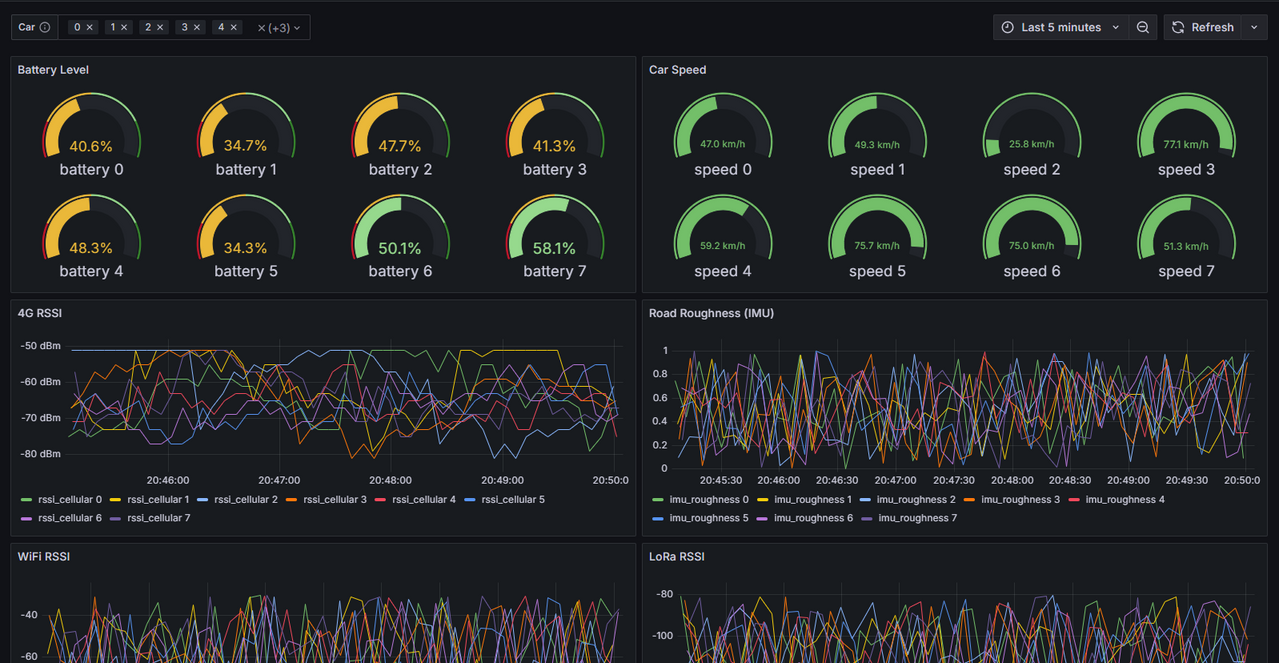 Car 0 × 1 × 2 × 3 × 4 × × (+3) Last 5 minutes Refresh
Battery Level
40.6% 34.7% 47.7% 41.3%
battery 0 battery 1 battery 2 battery 3
48.3% 34.3% 50.1% 58.1%
battery 4 battery 5 battery 6 battery 7
Car Speed
47.0 km/h 49.3 km/h 25.8 km/h 77.1 km/h
speed 0 speed 1 speed 2 speed 3
59.2 km/h 75.7 km/h 75.0 km/h 51.3 km/h
speed 4 speed 5 speed 6 speed 7
4G RSSI
-50 dBm
-60 dBm
-70 dBm
-80 dBm
20:46:00 20:47:00 20:48:00 20:49:00 20:50:0
rssi_cellular 0 rssi_cellular 1 rssi_cellular 2 rssi_cellular 3 rssi_cellular 4 rssi_cellular 5
rssi_cellular 6 rssi_cellular 7
Road Roughness (IMU)
1
0.8
0.6
0.4
0.2
0
20:45:30 20:46:00 20:46:30 20:47:00 20:47:30 20:48:00 20:48:30 20:49:00 20:49:30 20:50:0
imu_roughness 0 imu_roughness 1 imu_roughness 2 imu_roughness 3 imu_roughness 4
imu_roughness 5 imu_roughness 6 imu_roughness 7
WiFi RSSI
-40
-60
LoRa RSSI
-80
-100